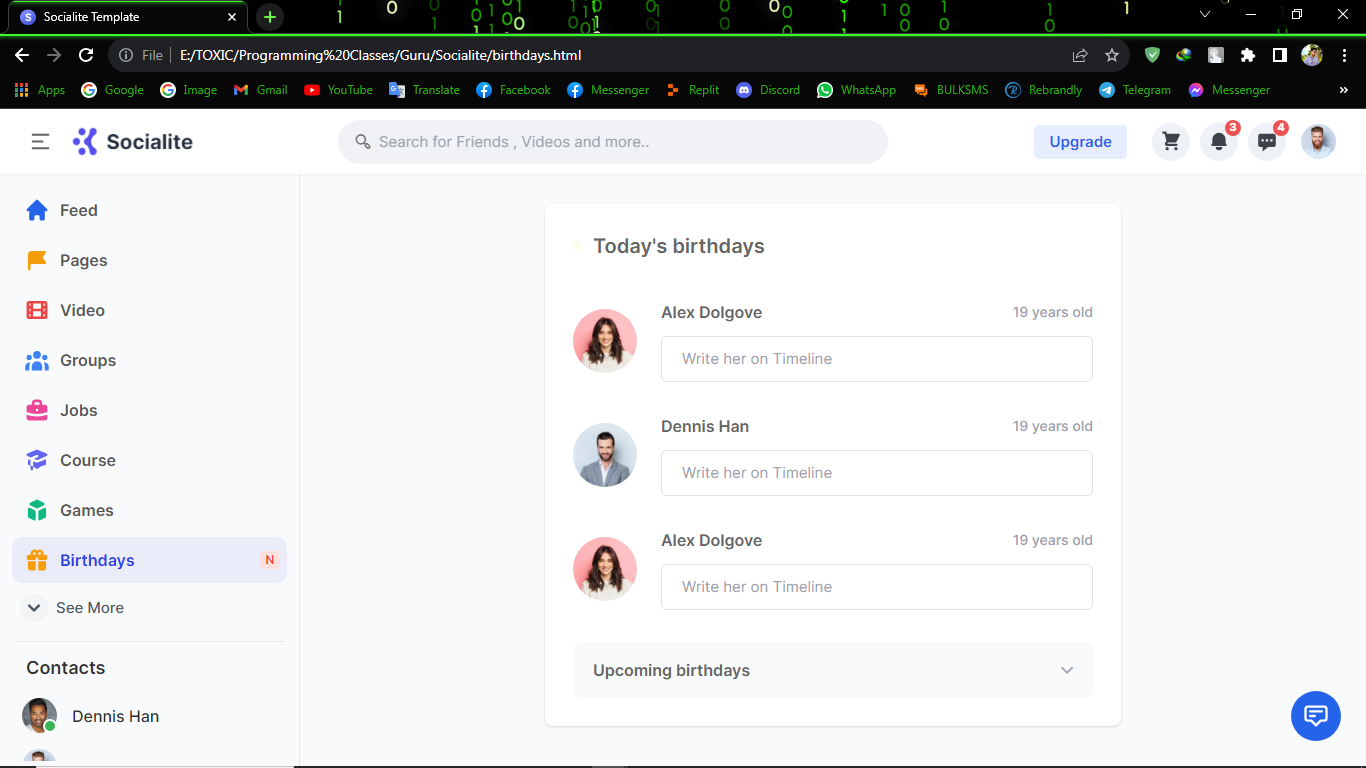 Socialite Template
File E:/TOXIC/Programming%20Classes/Guru/Socialite/birthdays.html
Apps Google Image Gmail YouTube Translate Facebook Messenger Replit Discord WhatsApp BULKSMS Rebrandly Telegram Messenger »
Socialite
Search for Friends , Videos and more..
Upgrade
3
4
Feed
Pages
Video
Groups
Jobs
Course
Games
Birthdays N
See More
Contacts
Dennis Han
Today's birthdays
Alex Dolgove 19 years old
Write her on Timeline
Dennis Han 19 years old
Write her on Timeline
Alex Dolgove 19 years old
Write her on Timeline
Upcoming birthdays